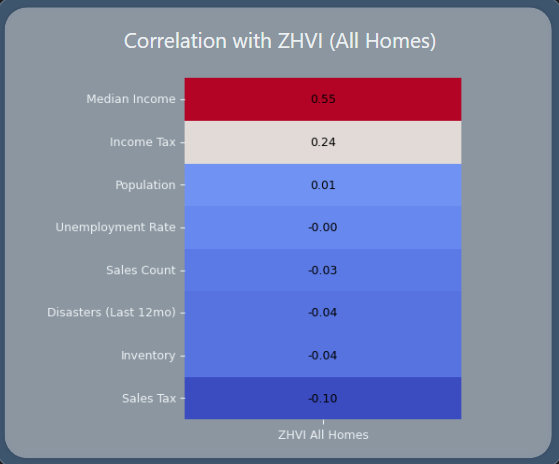 Correlation with ZHVI (All Homes)
Median Income 0.55
Income Tax 0.24
Population 0.01
Unemployment Rate -0.00
Sales Count -0.03
Disasters (Last 12mo) -0.04
Inventory -0.04
Sales Tax -0.10
ZHVI All Homes